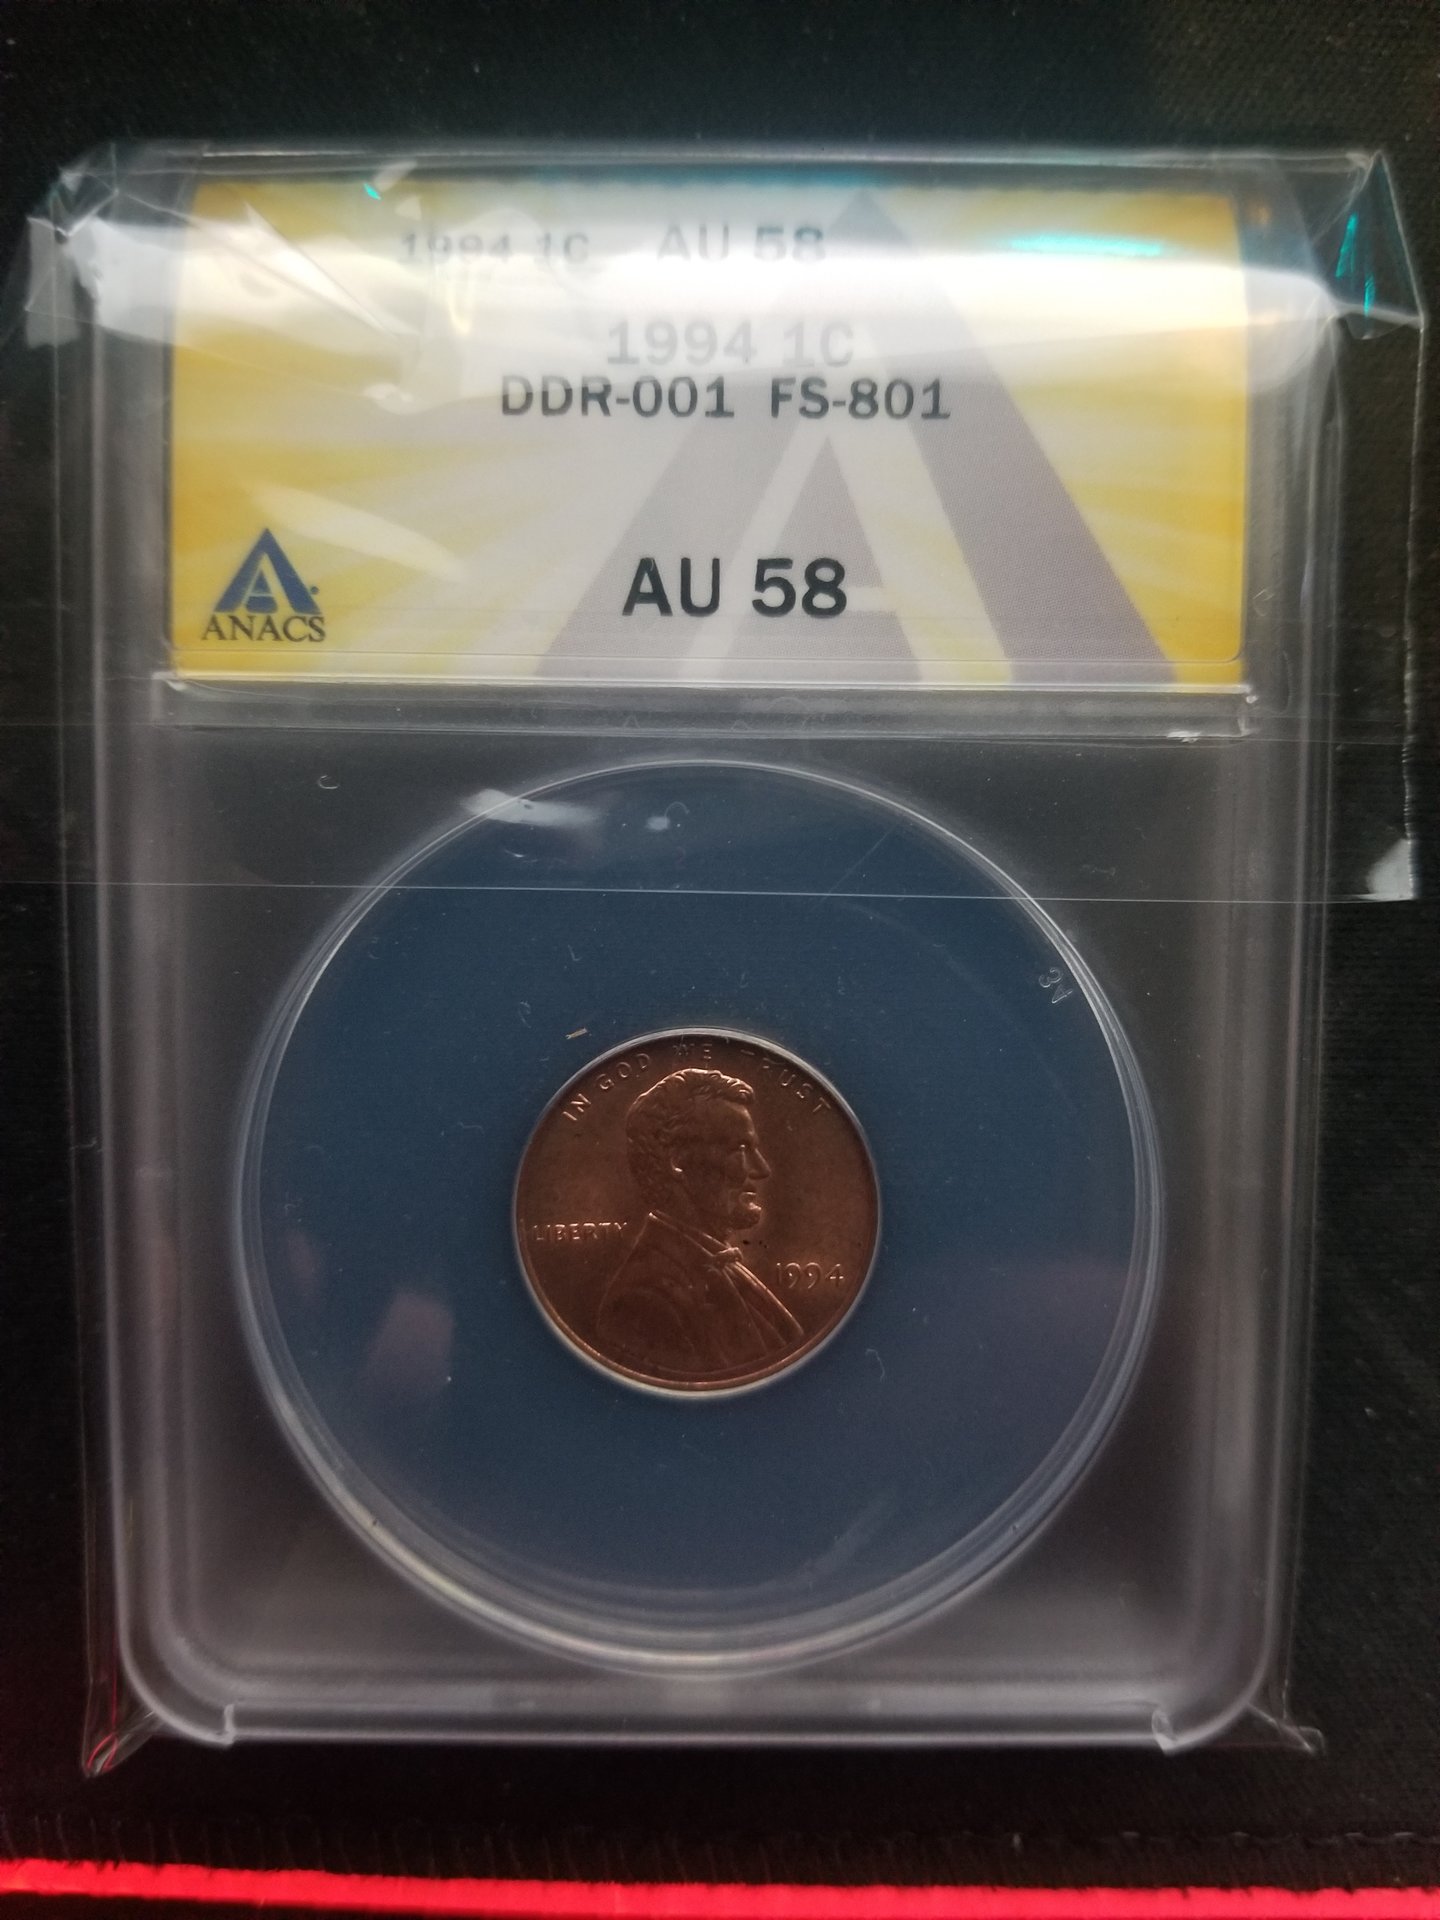 1994 1C AU 58
1994 1C
DDR-001 FS-801
AU 58
ANACS
A3
IN GOD WE TRUST
LIBERTY
1994